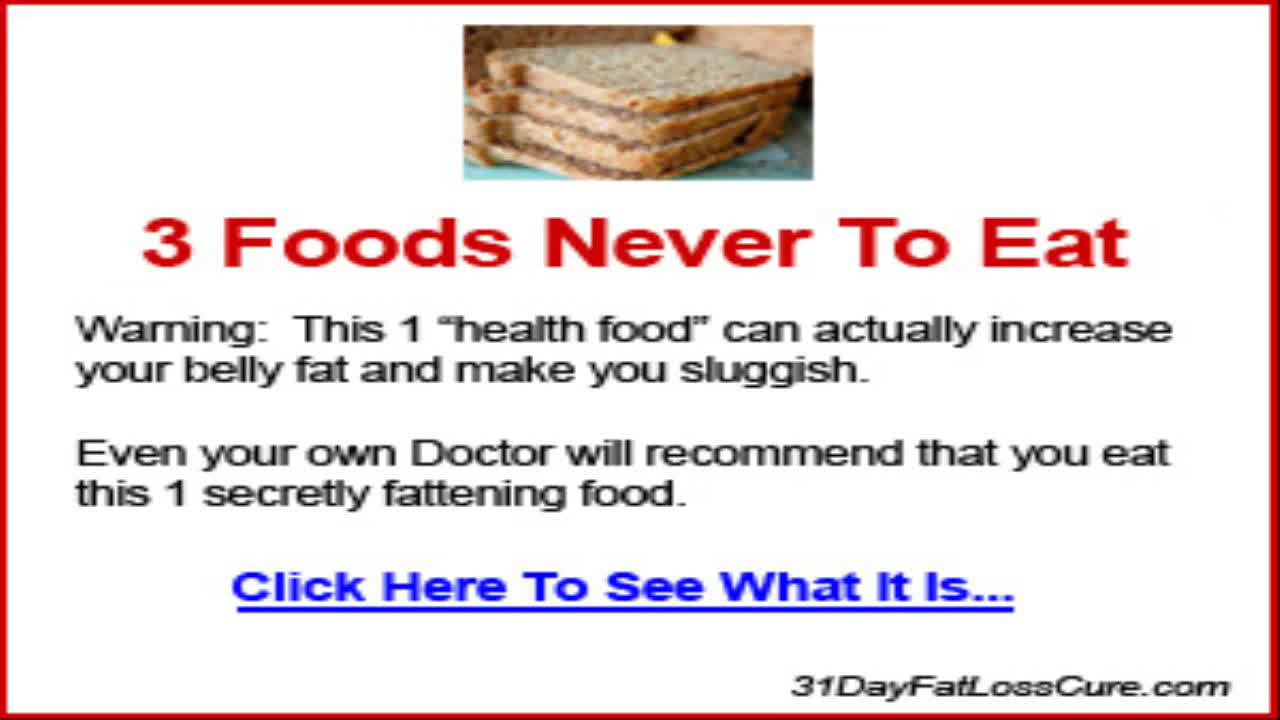 3 Foods Never To Eat
Warning:  This 1 “health food” can actually increase
your belly fat and make you sluggish.
Even your own Doctor will recommend that you eat
this 1 secretly fattening food.
Click Here To See What It Is...
31DayFatLossCure.com